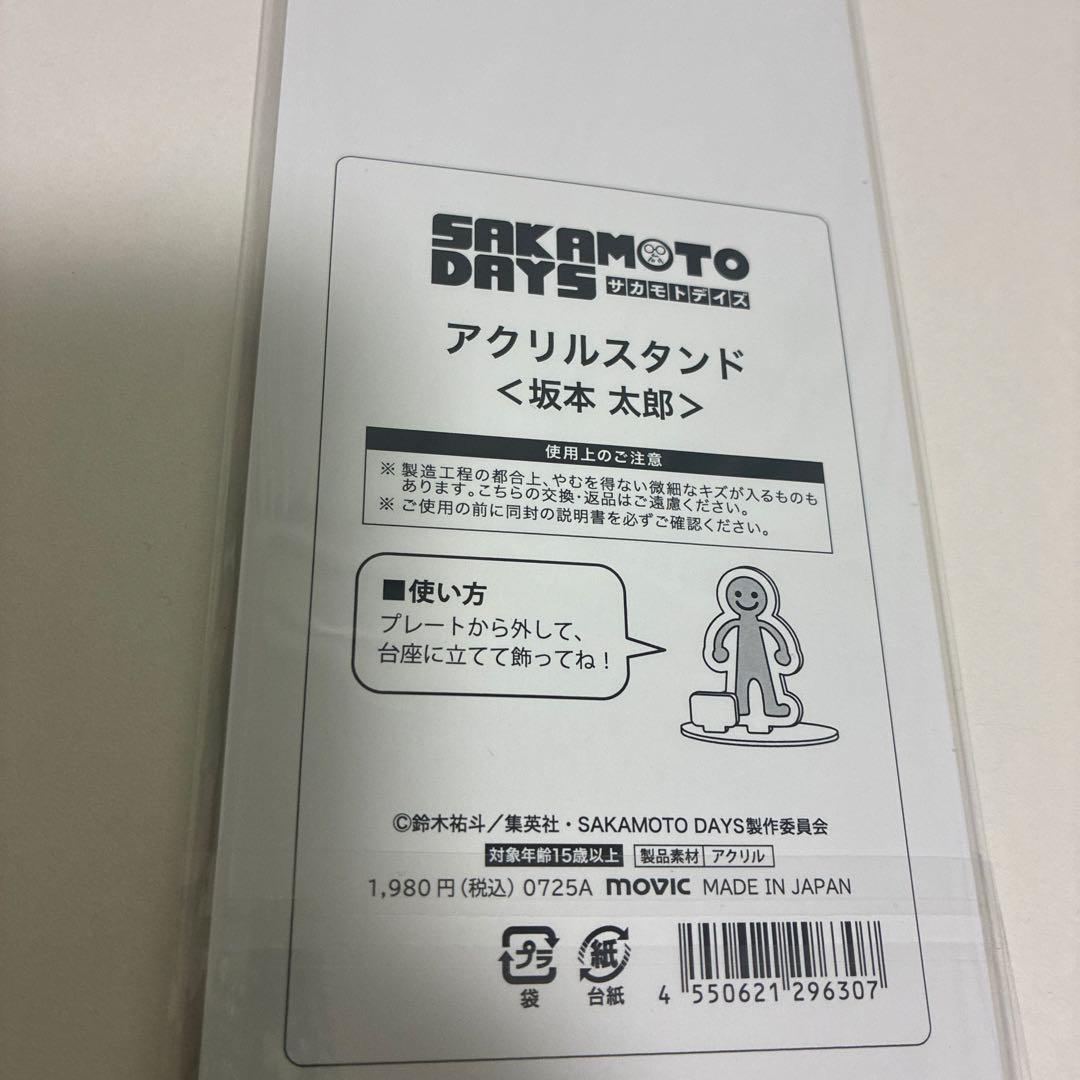 SAKAMOTO
DAYS サカモトデイズ
アクリルスタンド
＜坂本 太郎＞
使用上のご注意
※ 製造工程の都合上、やむを得ない微細なキズが入るものも
あります。こちらの交換・返品はご遠慮ください。
※ ご使用の前に同封の説明書を必ずご確認ください。
■使い方
プレートから外して、
台座に立てて飾ってね！
©鈴木祐斗／集英社・SAKAMOTO DAYS製作委員会
対象年齢15歳以上 製品素材 アクリル
1,980円（税込）0725A movic MADE IN JAPAN
プラ 紙
袋 台紙
4 550621 296307